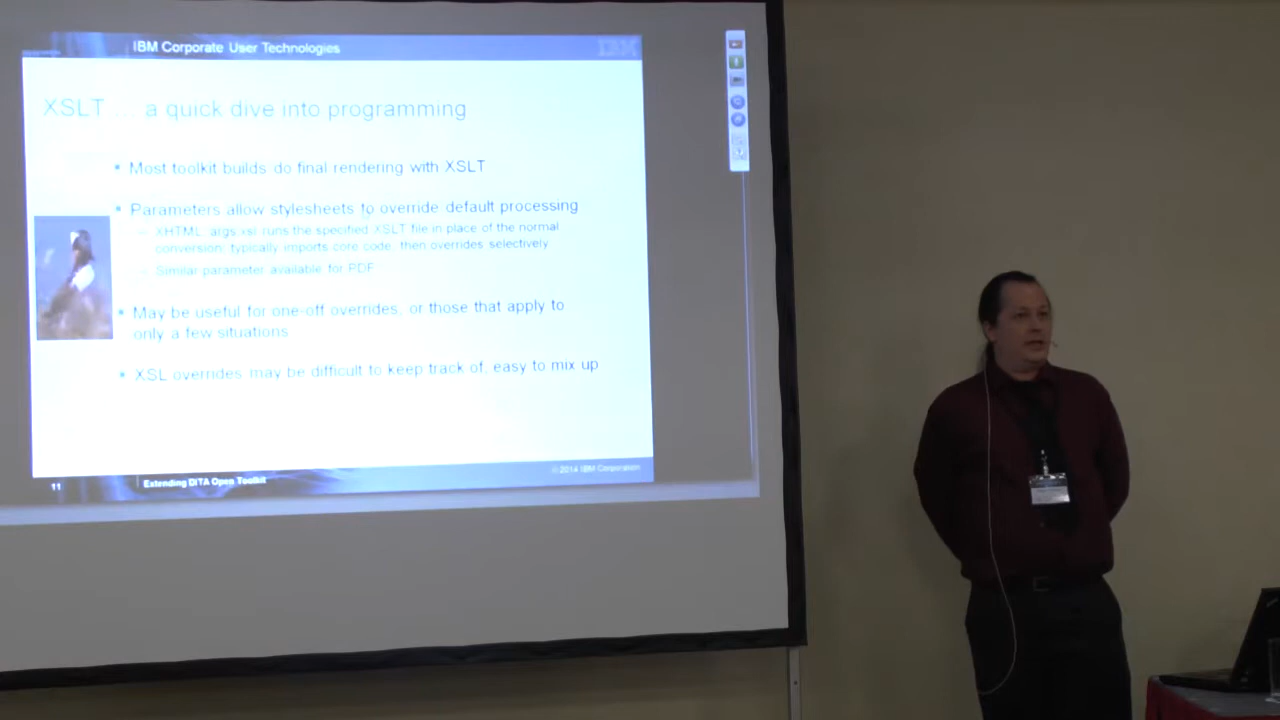 IBM Corporate User Technologies
IBM
XSLT ... a quick dive into programming
Most toolkit builds do final rendering with XSLT
Parameters allow stylesheets to override default processing
XHTML: args.xsl runs the specified XSLT file in place of the normal
conversion; typically imports core code, then overrides selectively
Similar parameter available for PDF
May be useful for one-off overrides, or those that apply to
only a few situations
XSL overrides may be difficult to keep track of, easy to mix up
© 2014 IBM Corporation
11
Extending DITA Open Toolkit